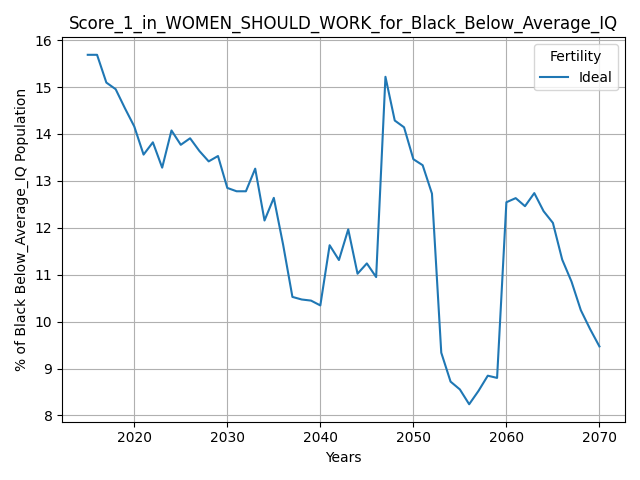 Score_1_in_WOMEN_SHOULD_WORK_for_Black_Below_Average_IQ
16
15
14
13
12
11
10
9
8
% of Black Below_Average_IQ Population
Fertility
Ideal
2020 2030 2040 2050 2060 2070
Years